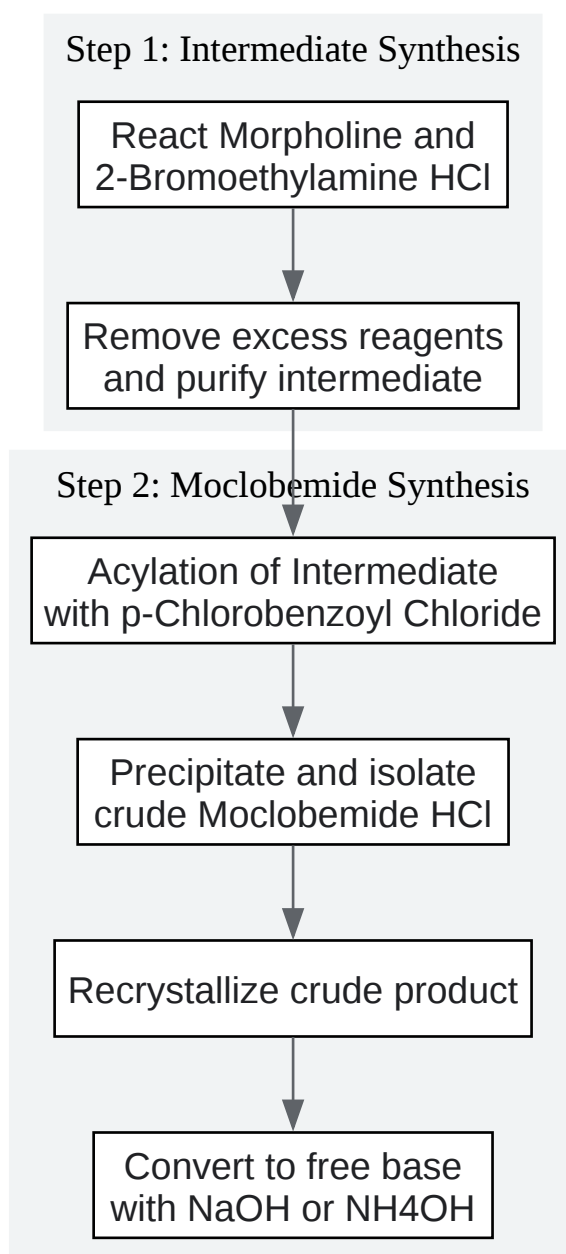 Step 1: Intermediate Synthesis
React Morpholine and
2-Bromoethylamine HCl
Remove excess reagents
and purify intermediate
Step 2: Moclobemide Synthesis
Acylation of Intermediate
with p-Chlorobenzoyl Chloride
Precipitate and isolate
crude Moclobemide HCl
Recrystallize crude product
Convert to free base
with NaOH or NH4OH